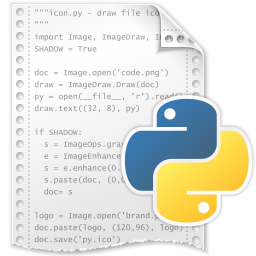 """icon.py - draw file ico
"""
import Image, ImageDraw, I
SHADOW = True
doc = Image.open('code.png')
draw = ImageDraw.Draw(doc)
py = open(__file__, 'r').read(
draw.text((32, 8), py)
if SHADOW:
s = ImageOps.gra
e = ImageEnhance
s = e.enhance(0.
s.paste(doc, (0,0
doc= s
logo = Image.open('brand.p
doc.paste(logo, (120,96), logo)
doc.save('py.ico')